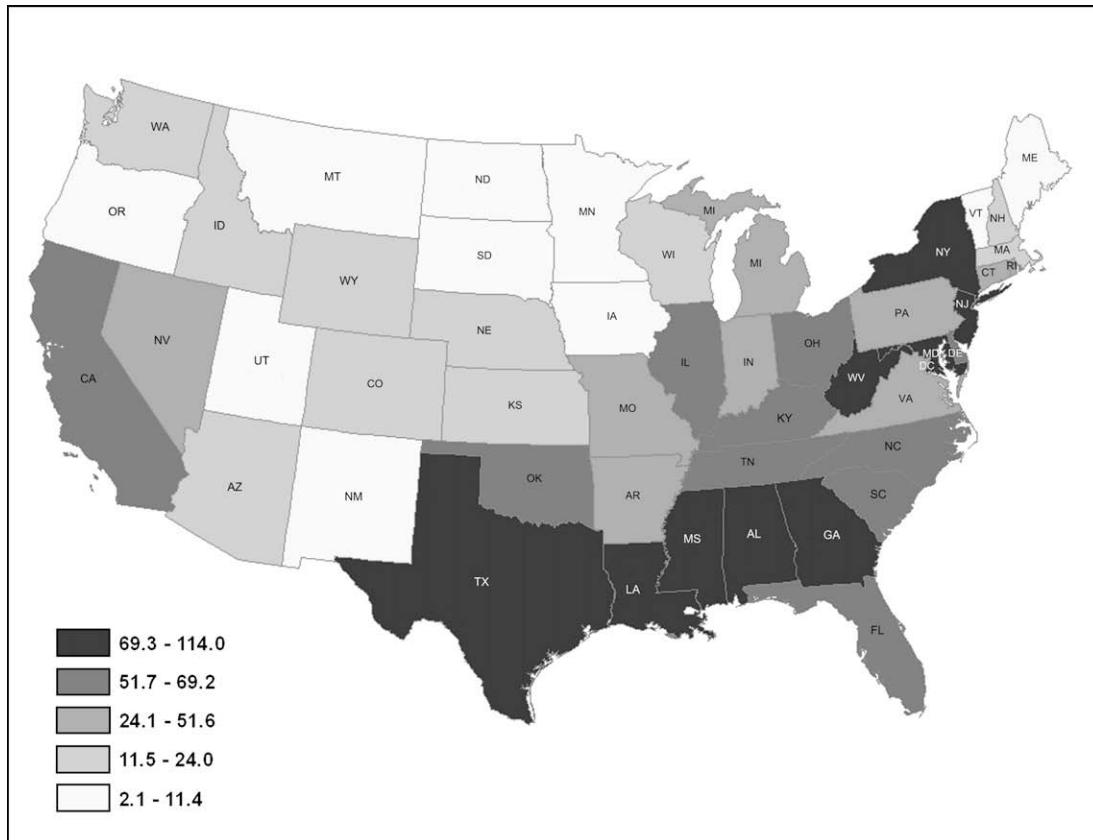 WA
MT
ND
MN
ME
OR
ID
SD
WI
MI
MI
VT
NH
NY
MA
CT
RI
WY
IA
NE
PA
NJ
NV
UT
CO
IL
IN
OH
MD
DE
DC
CA
KS
MO
WV
VA
KY
AZ
NM
OK
AR
TN
NC
SC
TX
LA
MS
AL
GA
FL
69.3 - 114.0
51.7 - 69.2
24.1 - 51.6
11.5 - 24.0
2.1 - 11.4